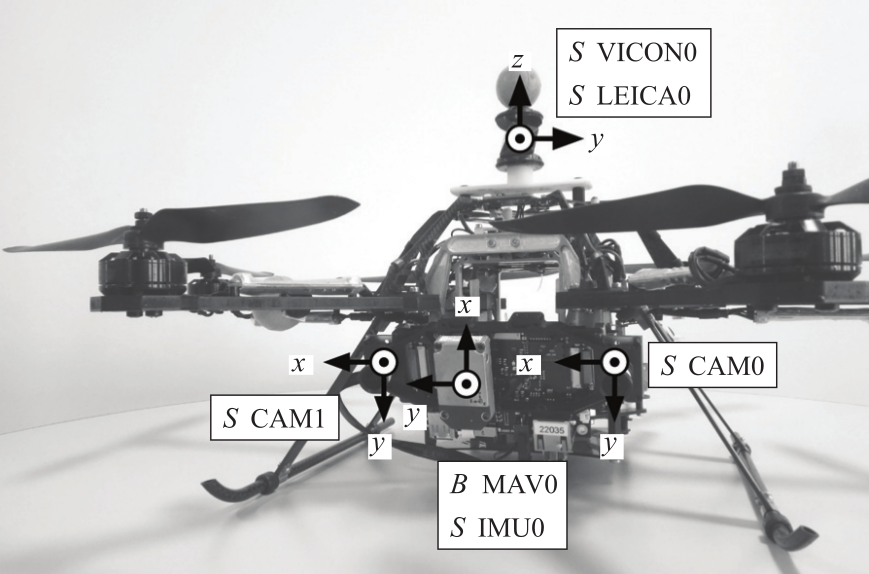 S VICON0
S LEICA0
z
y
x
x
x
S CAM0
S CAM1
y
y
y
22035
B MAV0
S IMU0